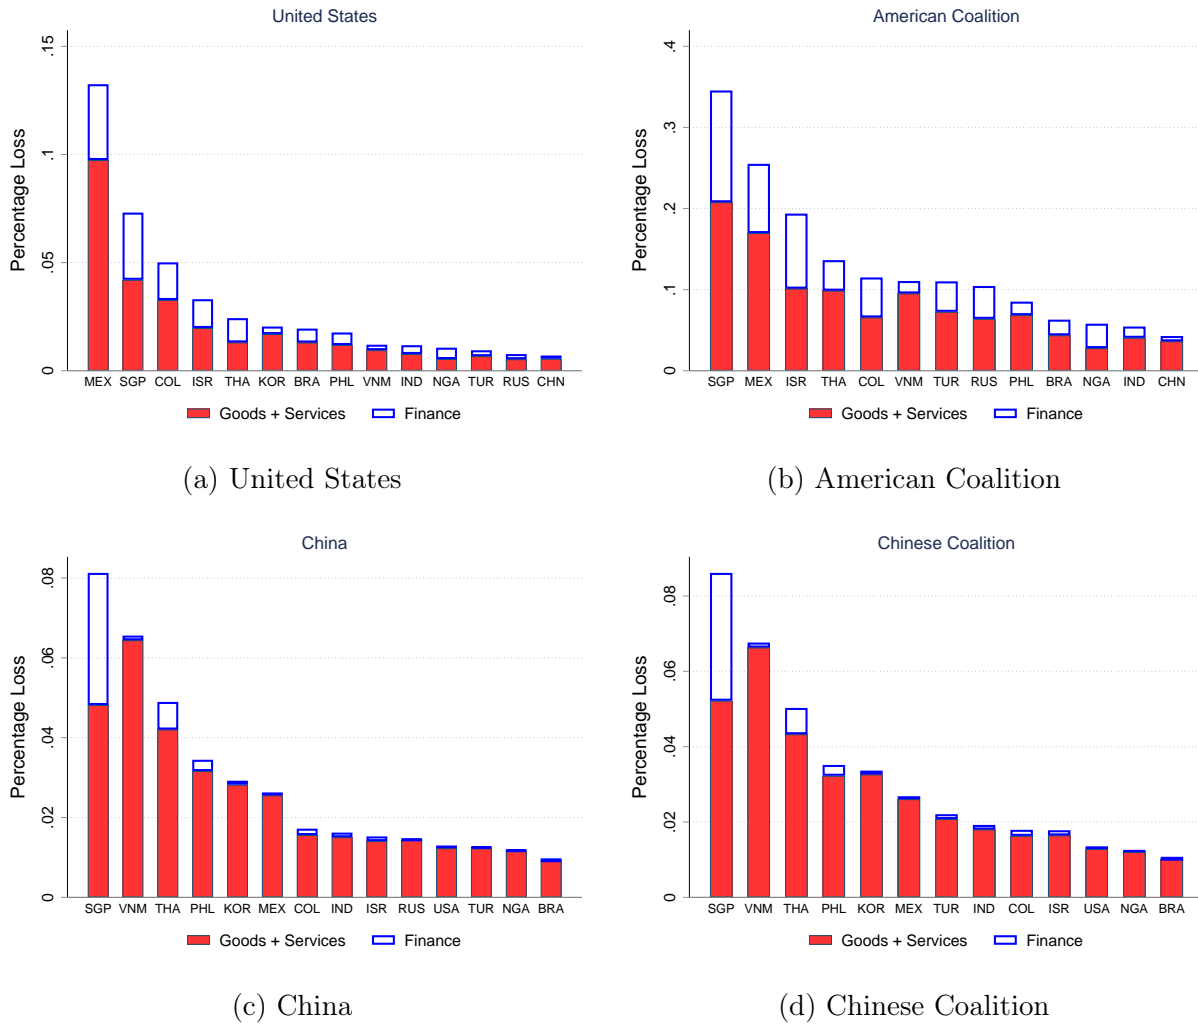 United States
Percentage Loss
.15
.1
.05
0
MEX SGP COL ISR THA KOR BRA PHL VNM IND NGA TUR RUS CHN
Goods + Services Finance
(a) United States
American Coalition
Percentage Loss
.4
.3
.2
.1
0
SGP MEX ISR THA COL VNM TUR RUS PHL BRA NGA IND CHN
Goods + Services Finance
(b) American Coalition
China
Percentage Loss
.08
.06
.04
.02
0
SGP VNM THA PHL KOR MEX COL IND ISR RUS USA TUR NGA BRA
Goods + Services Finance
(c) China
Chinese Coalition
Percentage Loss
.08
.06
.04
.02
0
SGP VNM THA PHL KOR MEX TUR IND COL ISR USA NGA BRA
Goods + Services Finance
(d) Chinese Coalition